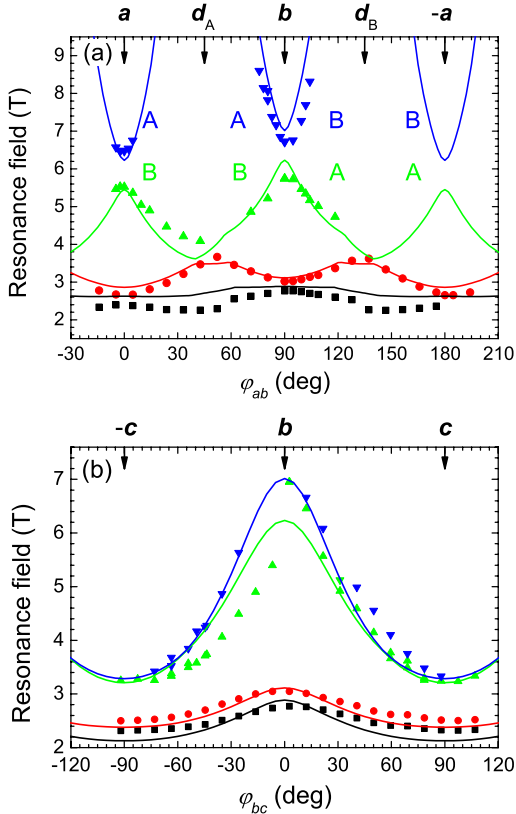 a d_A b d_B -a
(a)
9
8
7
6
5
4
3
2
A A B B
B B A A
Resonance field (T)
-30 0 30 60 90 120 150 180 210
φ_ab (deg)
-c b c
(b)
7
6
5
4
3
2
Resonance field (T)
-120 -90 -60 -30 0 30 60 90 120
φ_bc (deg)